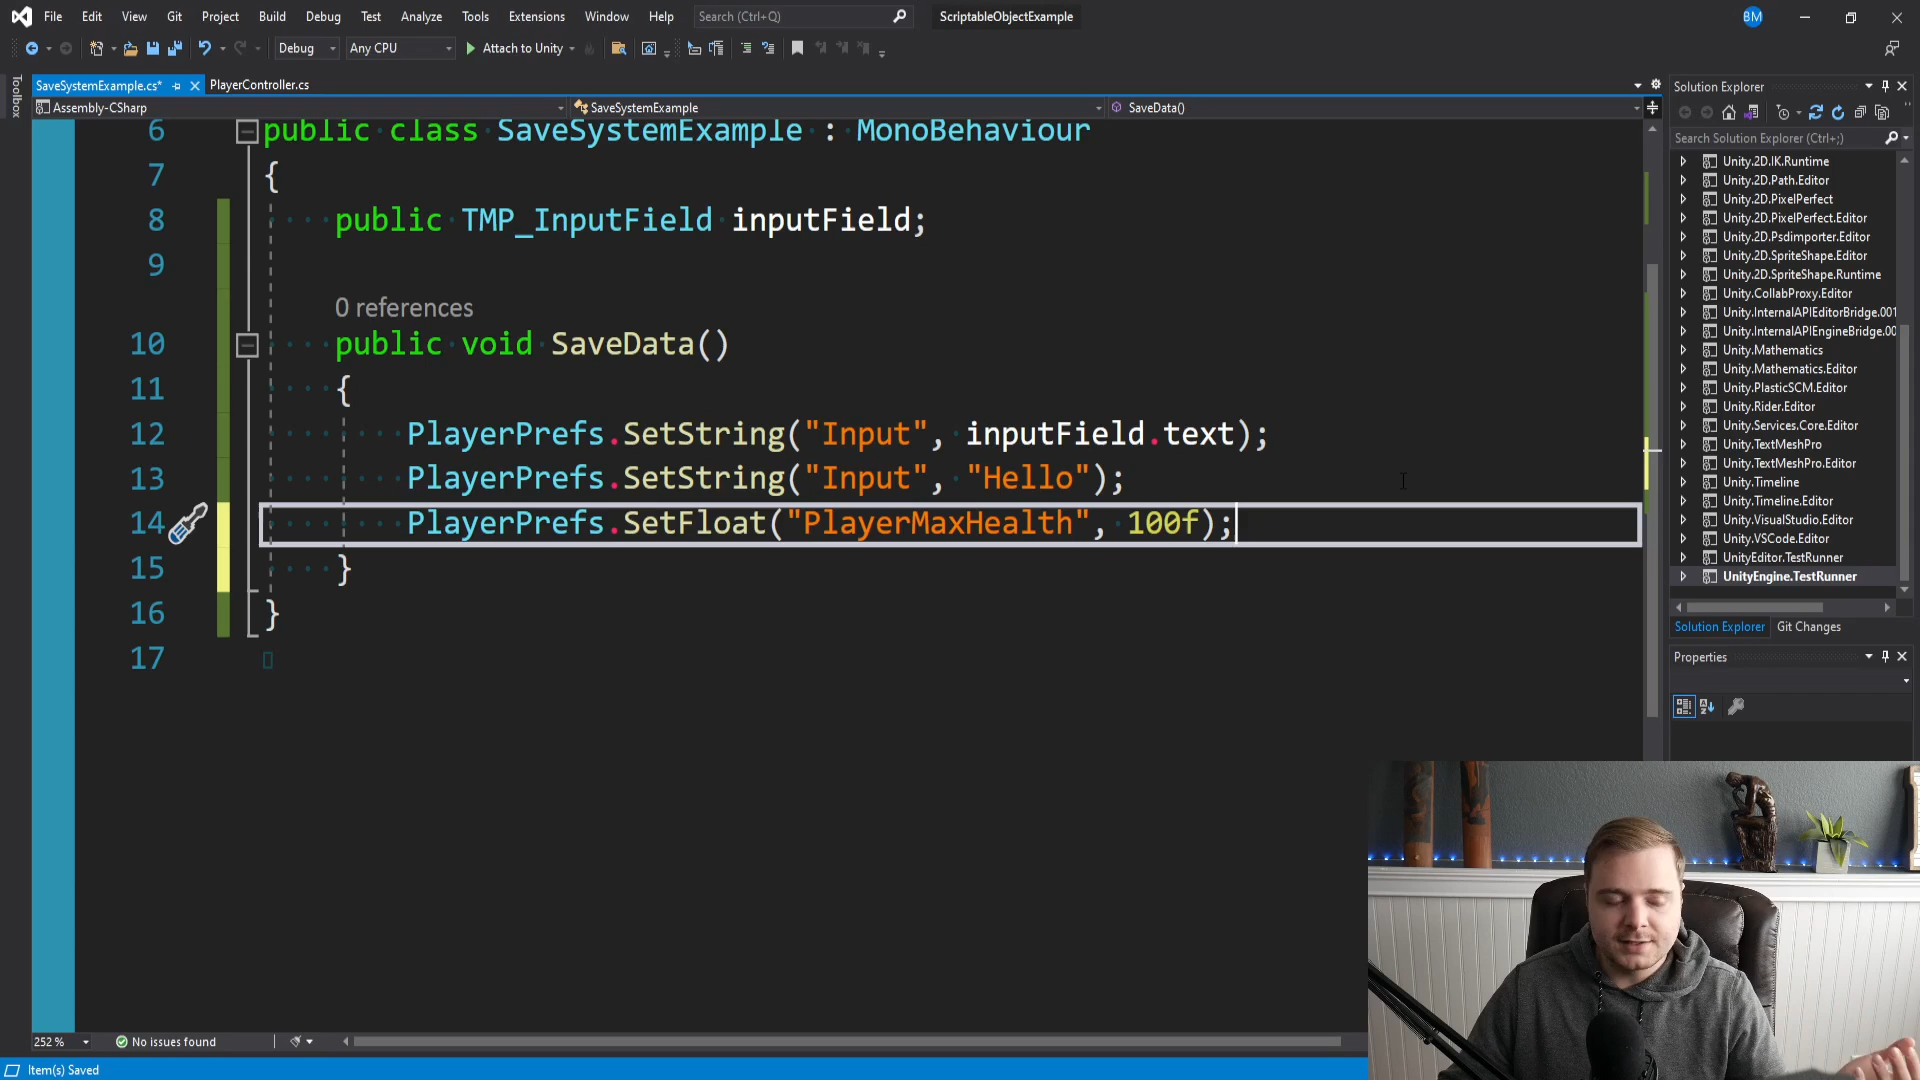 File Edit View Git Project Build Debug Test Analyze Tools Extensions Window Help Search (Ctrl+Q) ScriptableObjectExample BM
Debug Any CPU Attach to Unity
Toolbox
SaveSystemExample.cs* PlayerController.cs
Assembly-CSharp SaveSystemExample SaveData()
6 public class SaveSystemExample : MonoBehaviour
7 {
8 public TMP_InputField inputField;
9
0 references
10 public void SaveData()
11 {
12 PlayerPrefs.SetString("Input", inputField.text);
13 PlayerPrefs.SetString("Input", "Hello");
14 PlayerPrefs.SetFloat("PlayerMaxHealth", 100f);
15 }
16 }
17
252 % No issues found
Item(s) Saved
Solution Explorer
Search Solution Explorer (Ctrl+;)
Unity.2D.IK.Runtime
Unity.2D.Path.Editor
Unity.2D.PixelPerfect
Unity.2D.PixelPerfect.Editor
Unity.2D.Psdimporter.Editor
Unity.2D.SpriteShape.Editor
Unity.2D.SpriteShape.Runtime
Unity.CollabProxy.Editor
Unity.InternalAPIEditorBridge.001
Unity.InternalAPIEngineBridge.00
Unity.Mathematics
Unity.Mathematics.Editor
Unity.PlasticSCM.Editor
Unity.Rider.Editor
Unity.Services.Core.Editor
Unity.TextMeshPro
Unity.TextMeshPro.Editor
Unity.Timeline
Unity.Timeline.Editor
Unity.VisualStudio.Editor
Unity.VSCode.Editor
UnityEditor.TestRunner
UnityEngine.TestRunner
Solution Explorer Git Changes
Properties